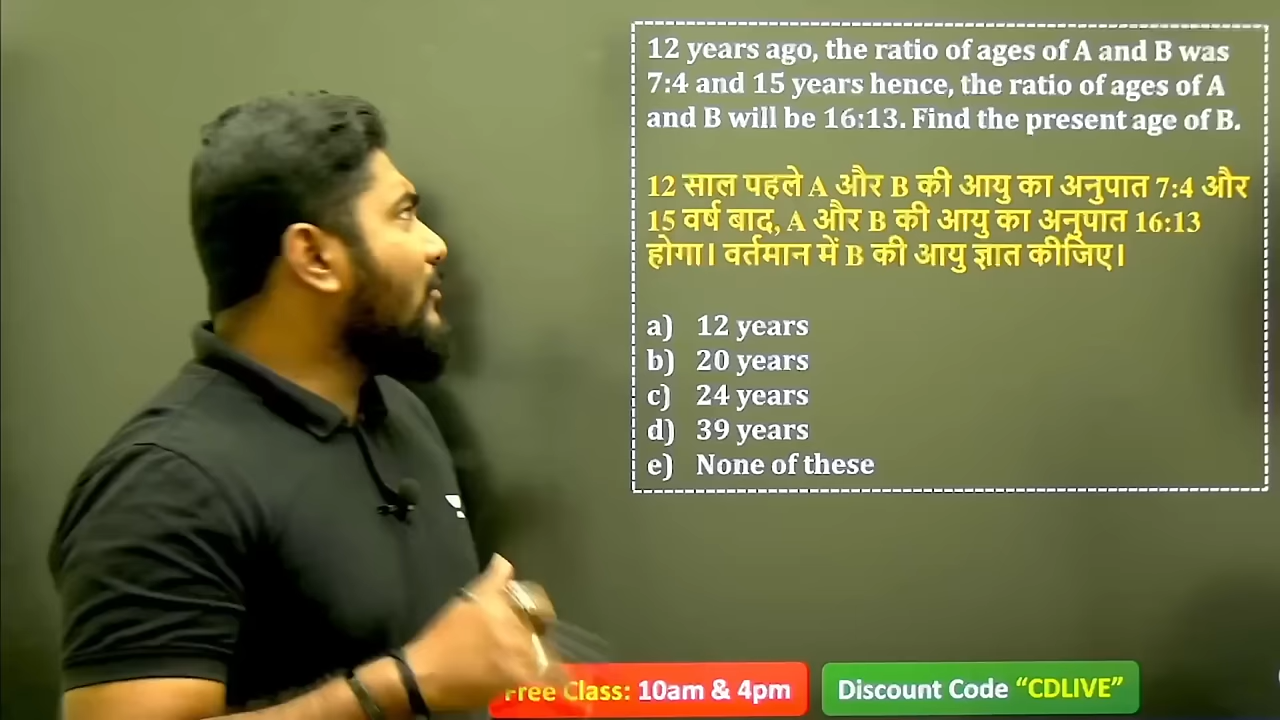 12 years ago, the ratio of ages of A and B was
7:4 and 15 years hence, the ratio of ages of A
and B will be 16:13. Find the present age of B.
12 साल पहले A और B की आयु का अनुपात 7:4 और
15 वर्ष बाद, A और B की आयु का अनुपात 16:13
होगा। वर्तमान में B की आयु ज्ञात कीजिए।
a) 12 years
b) 20 years
c) 24 years
d) 39 years
e) None of these
Free Class: 10am & 4pm
Discount Code “CDLIVE”